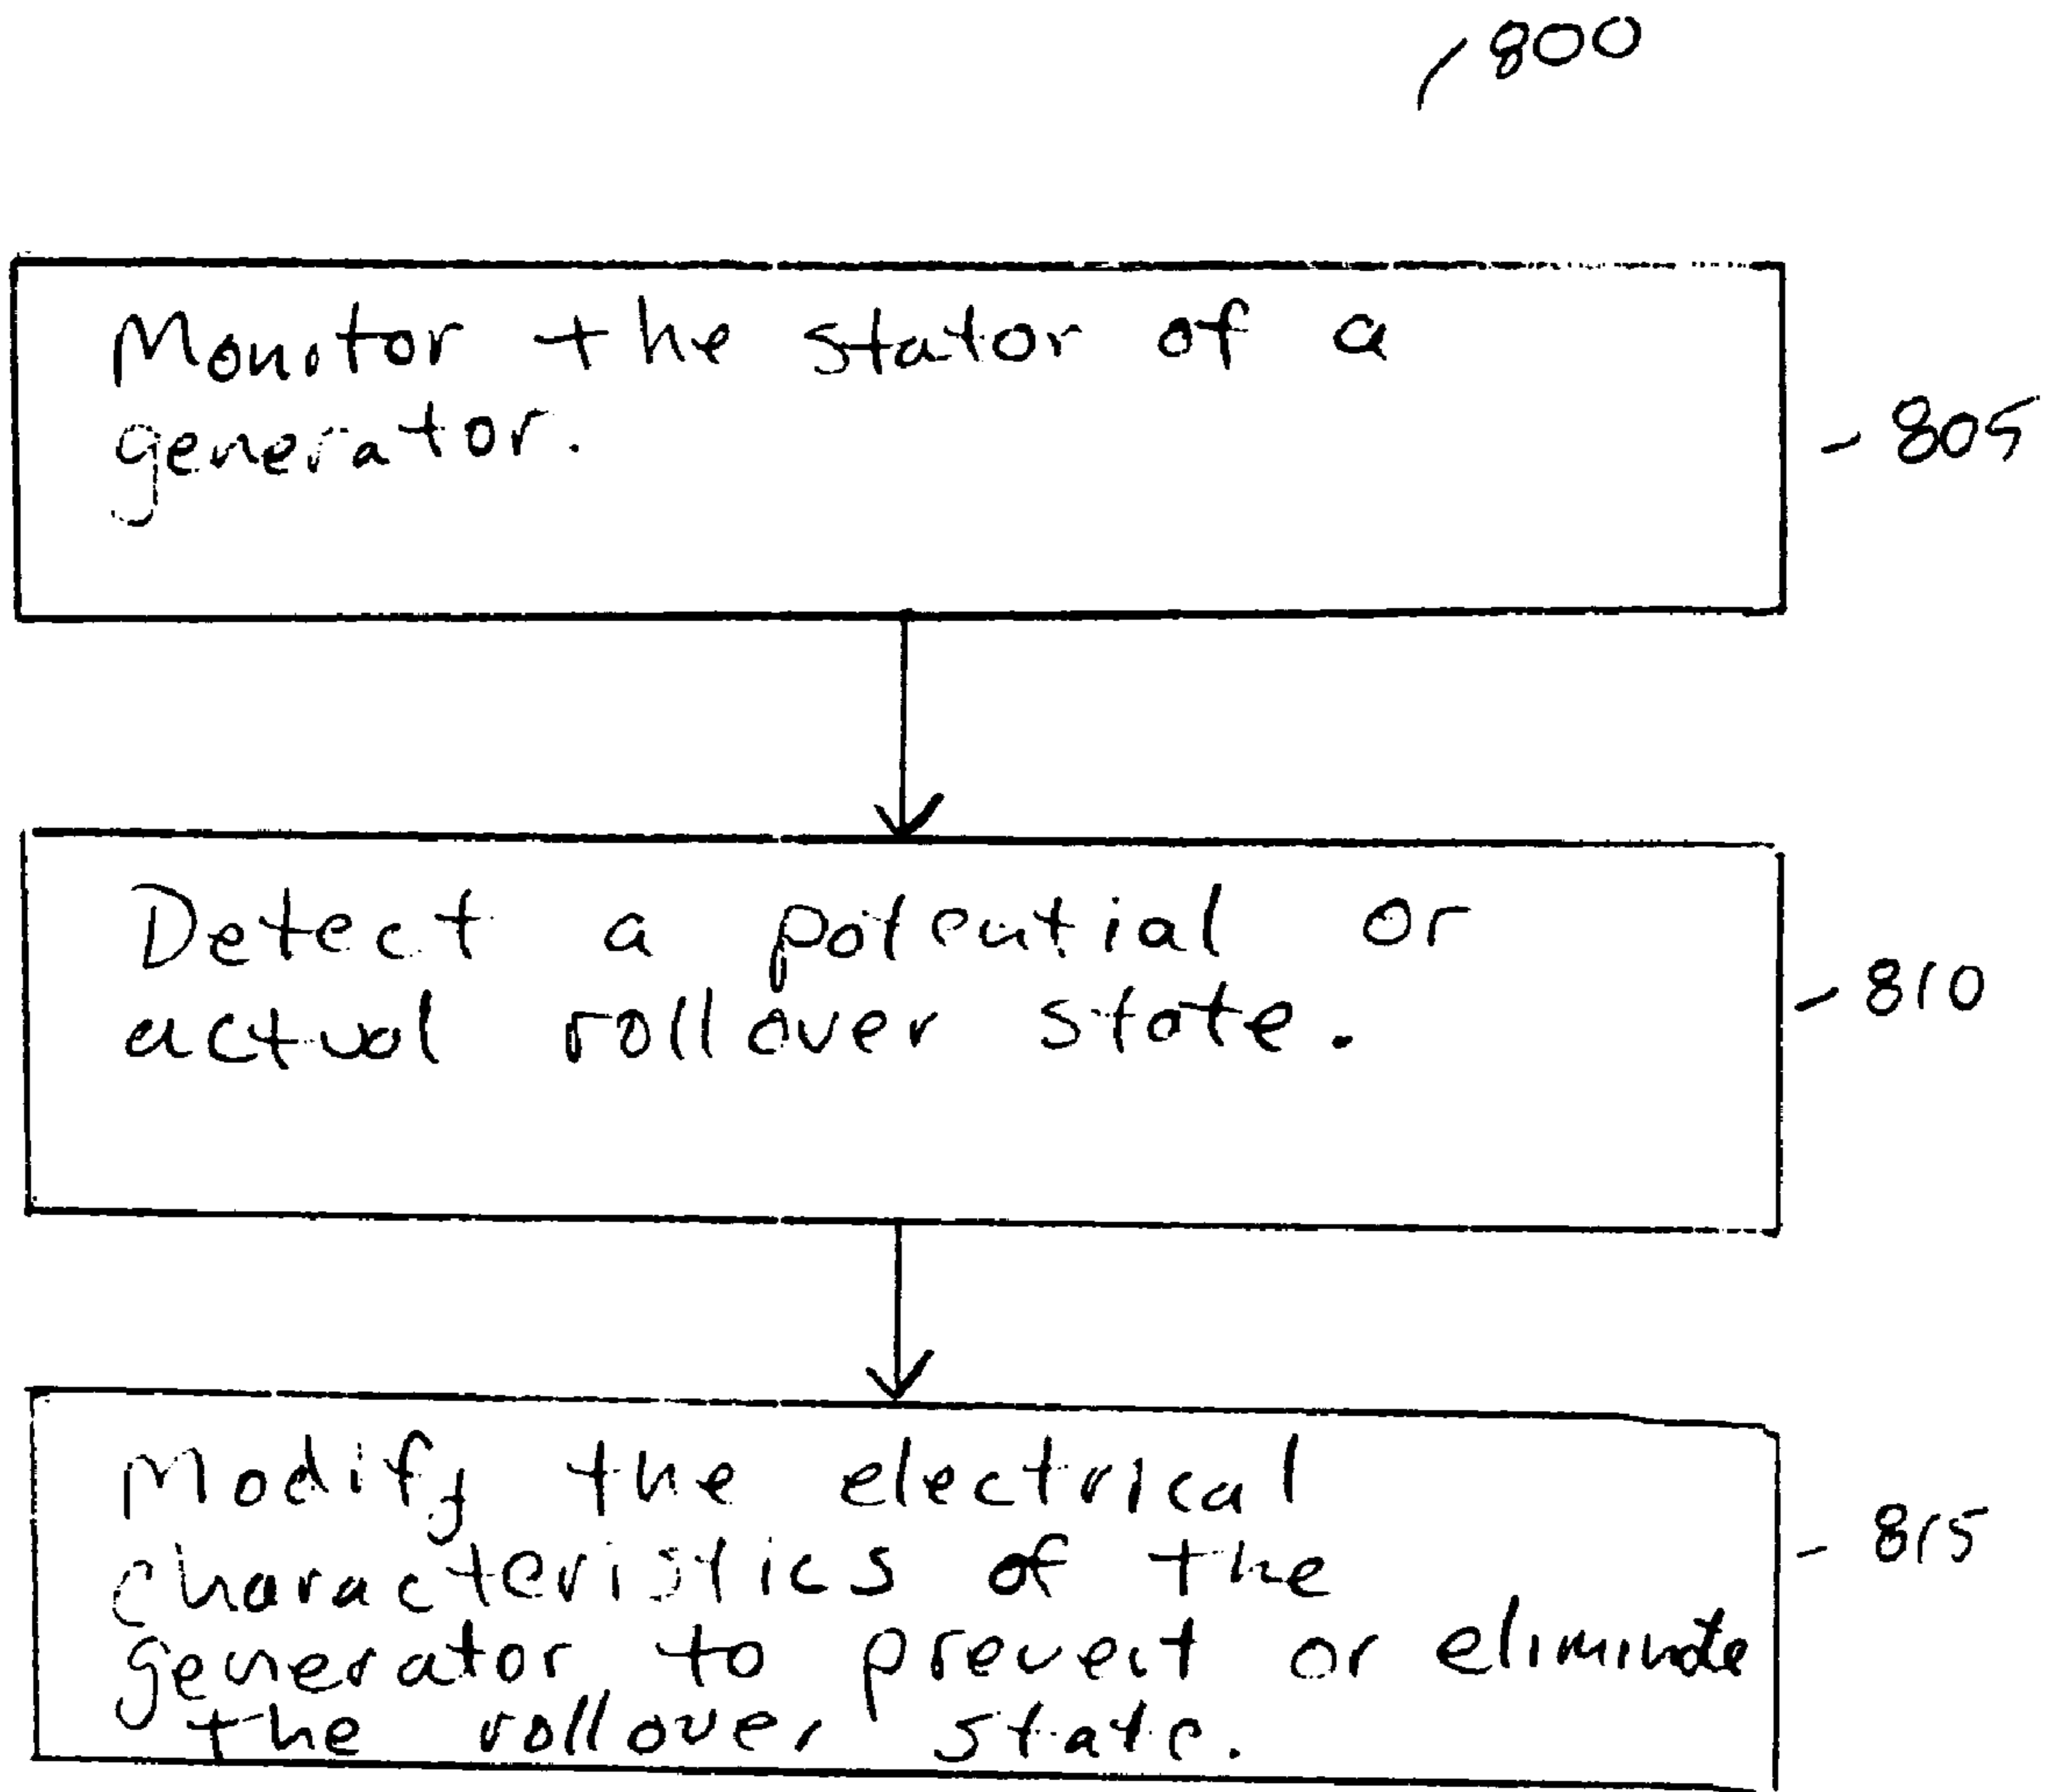 800
Monitor the stator of a
generator.
- 805
Detect a potential or
actual rollover state.
- 810
Modify the electrical
characteristics of the
generator to prevent or eliminate
the rollover state.
- 815